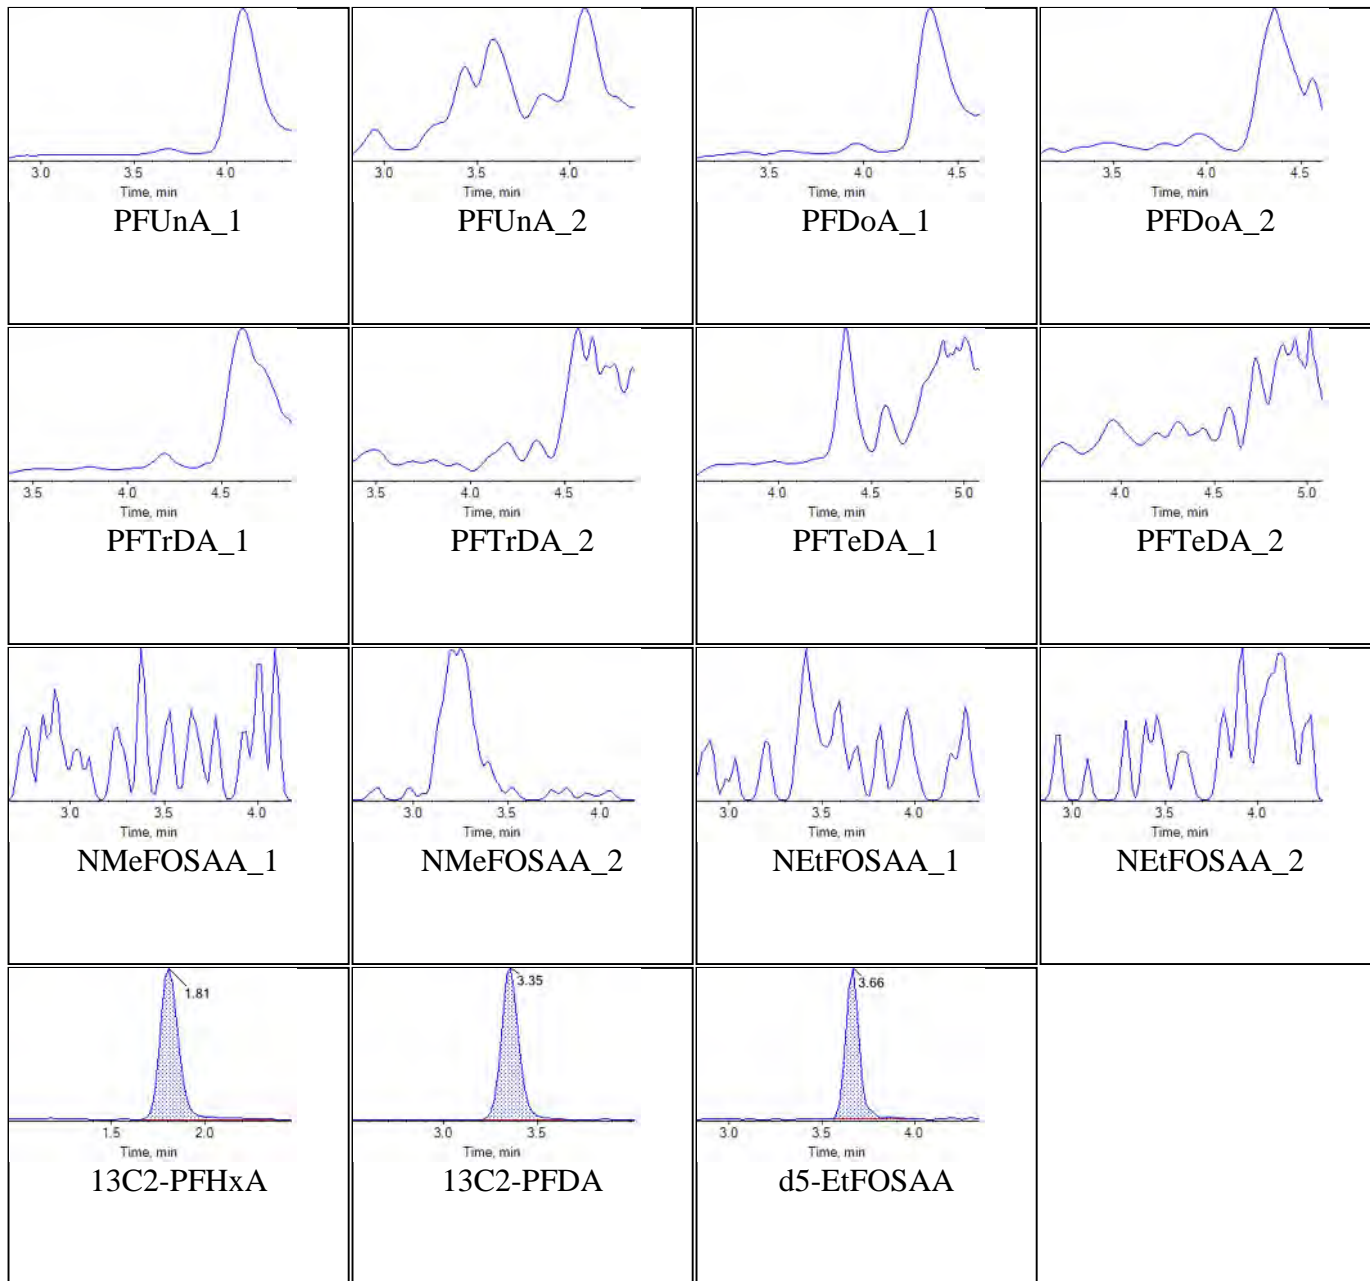 3.0 3.5 4.0
Time, min
PFUnA_1
3.0 3.5 4.0
Time, min
PFUnA_2
3.5 4.0 4.5
Time, min
PFDoA_1
3.5 4.0 4.5
Time, min
PFDoA_2
3.5 4.0 4.5
Time, min
PFTrDA_1
3.5 4.0 4.5
Time, min
PFTrDA_2
4.0 4.5 5.0
Time, min
PFTeDA_1
4.0 4.5 5.0
Time, min
PFTeDA_2
3.0 3.5 4.0
Time, min
NMeFOSAA_1
3.0 3.5 4.0
Time, min
NMeFOSAA_2
3.0 3.5 4.0
Time, min
NEtFOSAA_1
3.0 3.5 4.0
Time, min
NEtFOSAA_2
1.81
1.5 2.0
Time, min
13C2-PFHxA
3.35
3.0 3.5
Time, min
13C2-PFDA
3.66
3.0 3.5 4.0
Time, min
d5-EtFOSAA